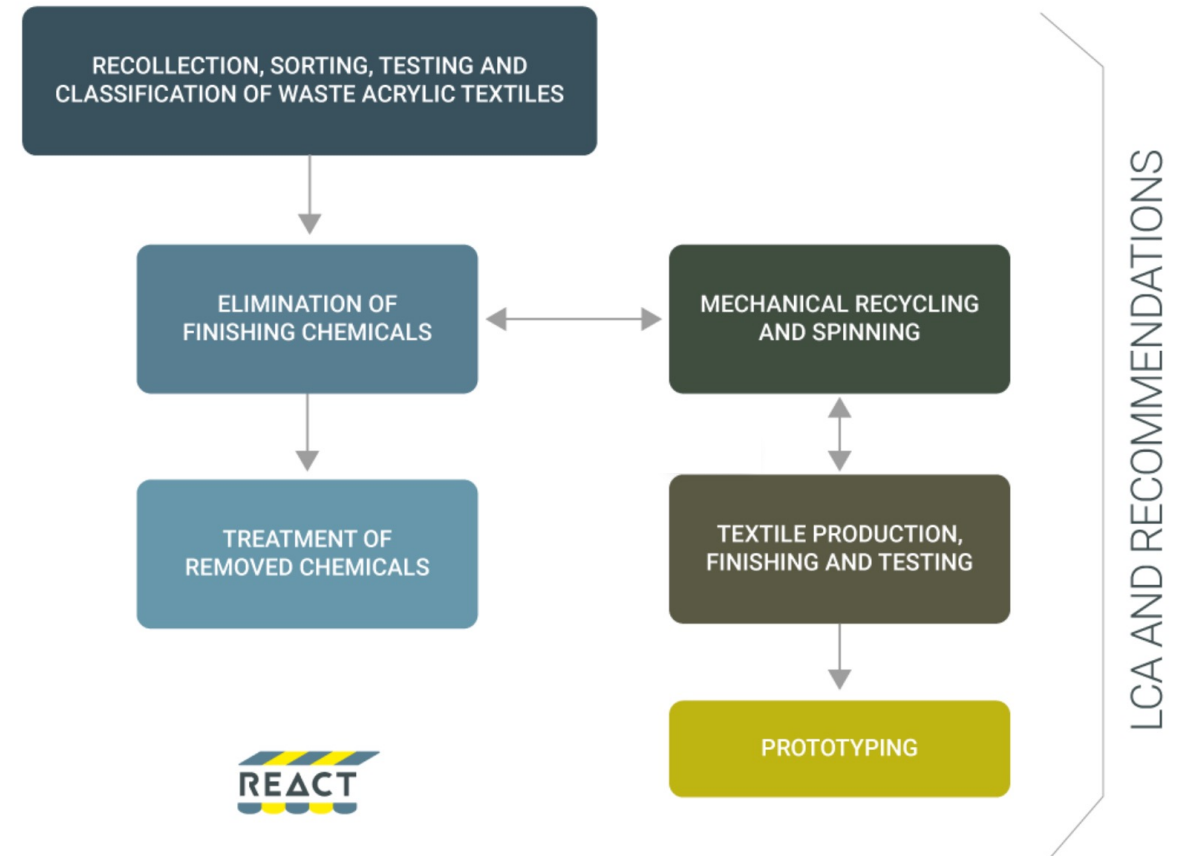 RECOLLECTION, SORTING, TESTING AND
CLASSIFICATION OF WASTE ACRYLIC TEXTILES
ELIMINATION OF
FINISHING CHEMICALS
MECHANICAL RECYCLING
AND SPINNING
TREATMENT OF
REMOVED CHEMICALS
TEXTILE PRODUCTION,
FINISHING AND TESTING
PROTOTYPING
REACT
LCA AND RECOMMENDATIONS